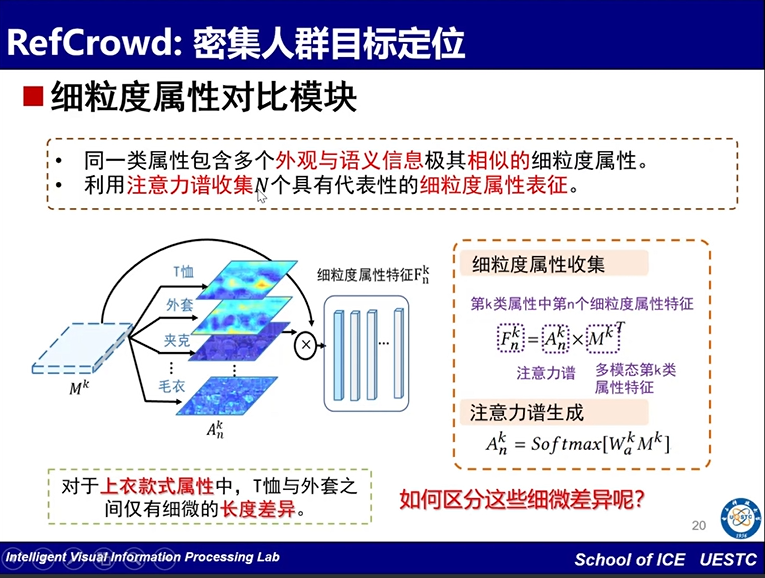 RefCrowd: 密集人群目标定位
细粒度属性对比模块
• 同一类属性包含多个外观与语义信息极其相似的细粒度属性。
• 利用注意力谱收集N个具有代表性的细粒度属性表征。
T恤
外套
夹克
⋮
⋮
毛衣
M^k
A_n^k
×
细粒度属性特征F_n^k
...
细粒度属性收集
第k类属性中第n个细粒度属性特征
F_n^k = A_n^k × M^{k^T}
注意力谱
多模态第k类
属性特征
注意力谱生成
A_n^k = Softmax[W_a^k M^k]
对于上衣款式属性中，T恤与外套之
间仅有细微的长度差异。
如何区分这些细微差异呢?
20
UESTC
1956
Intelligent Visual Information Processing Lab
School of ICE UESTC